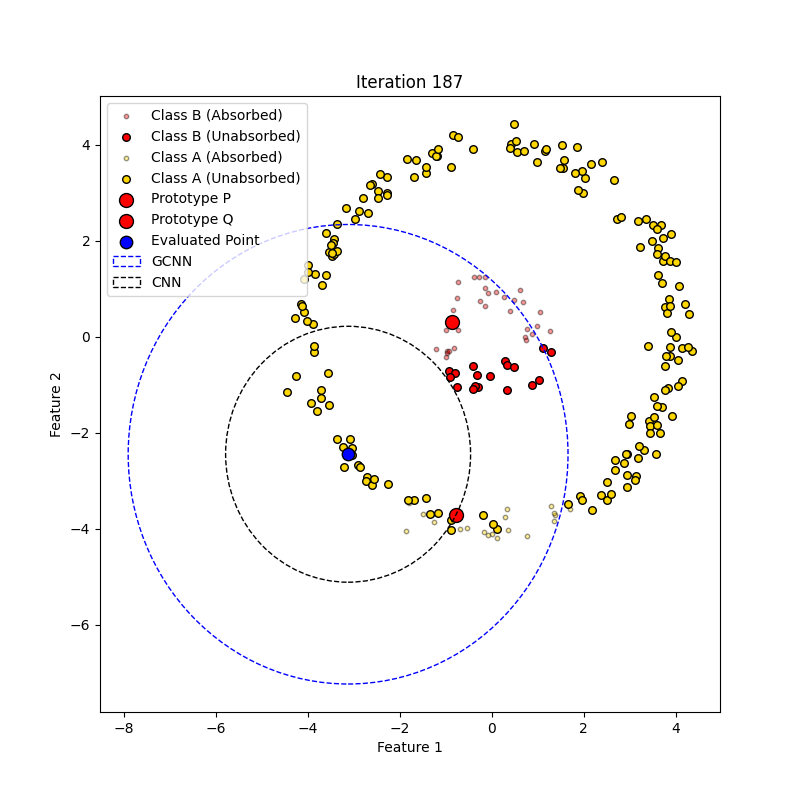 Iteration 187
Class B (Absorbed)
Class B (Unabsorbed)
Class A (Absorbed)
Class A (Unabsorbed)
Prototype P
Prototype Q
Evaluated Point
GCNN
CNN
4
2
0
−2
−4
−6
Feature 2
−8 −6 −4 −2 0 2 4
Feature 1